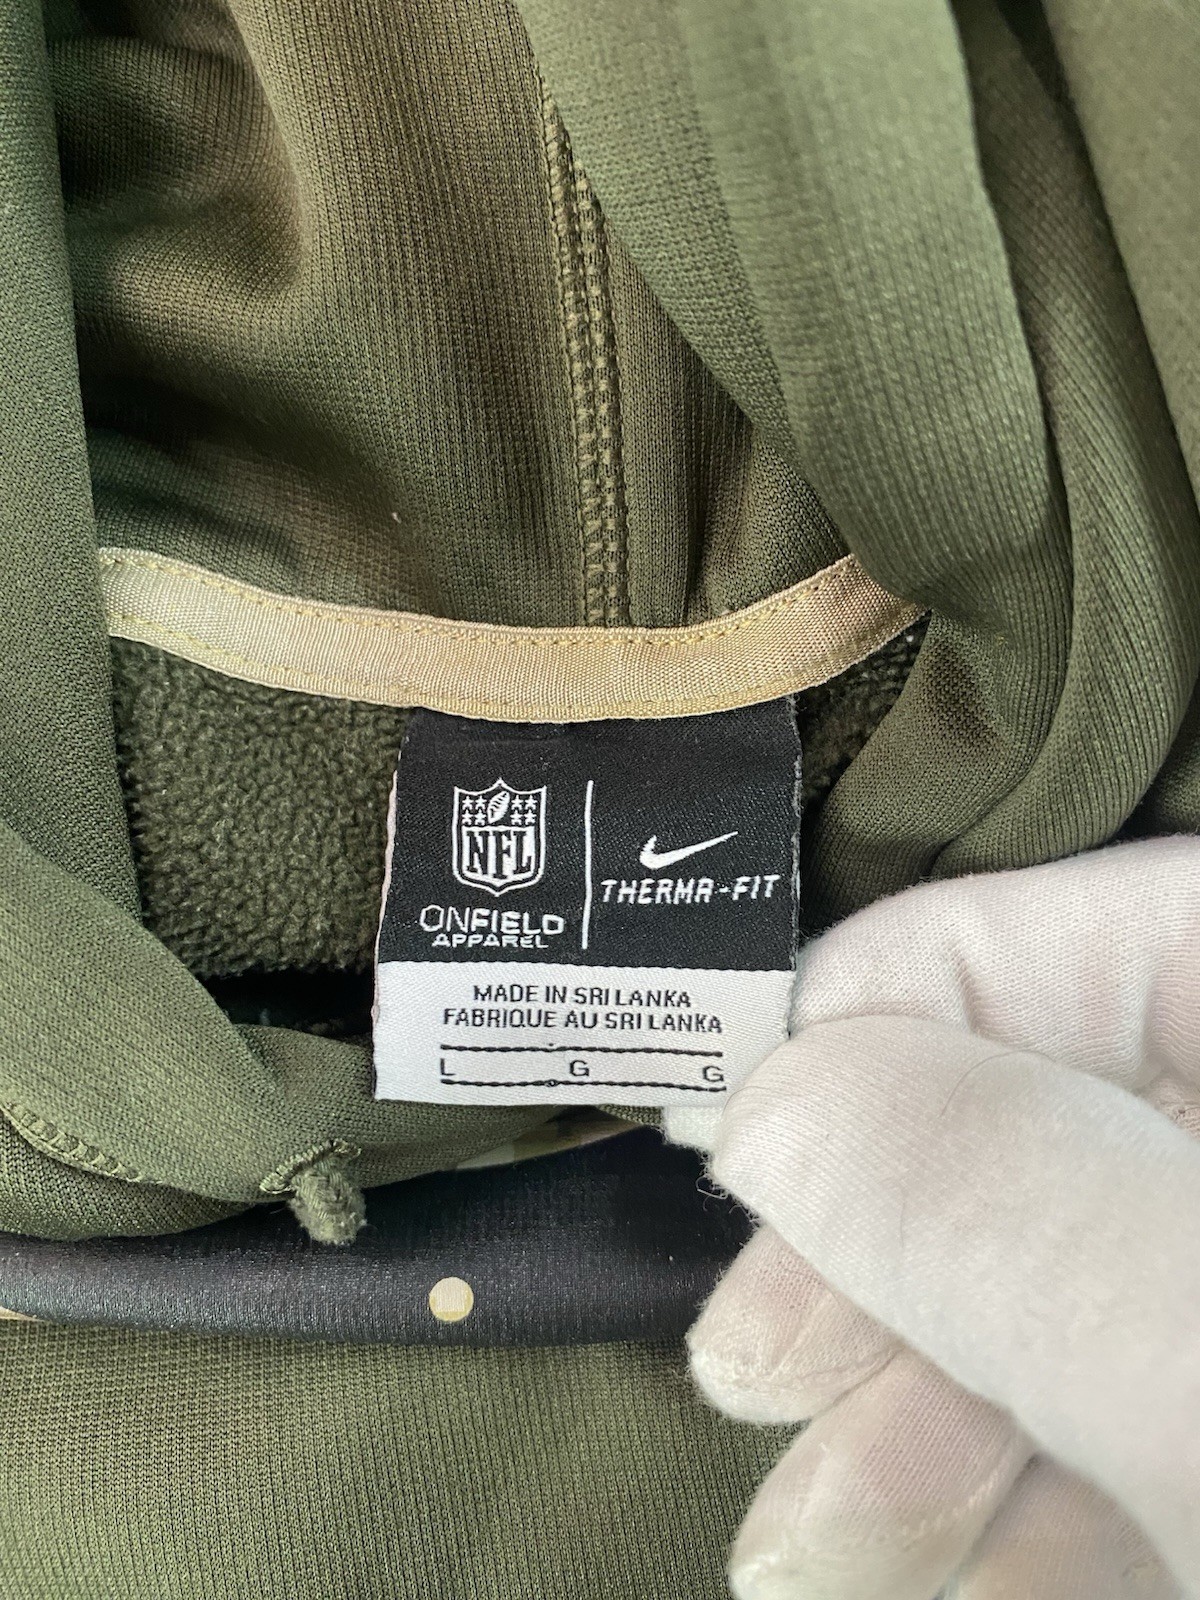 NFL
ONFIELD
APPAREL
THERMA-FIT
MADE IN SRI LANKA
FABRIQUE AU SRI LANKA
L G G